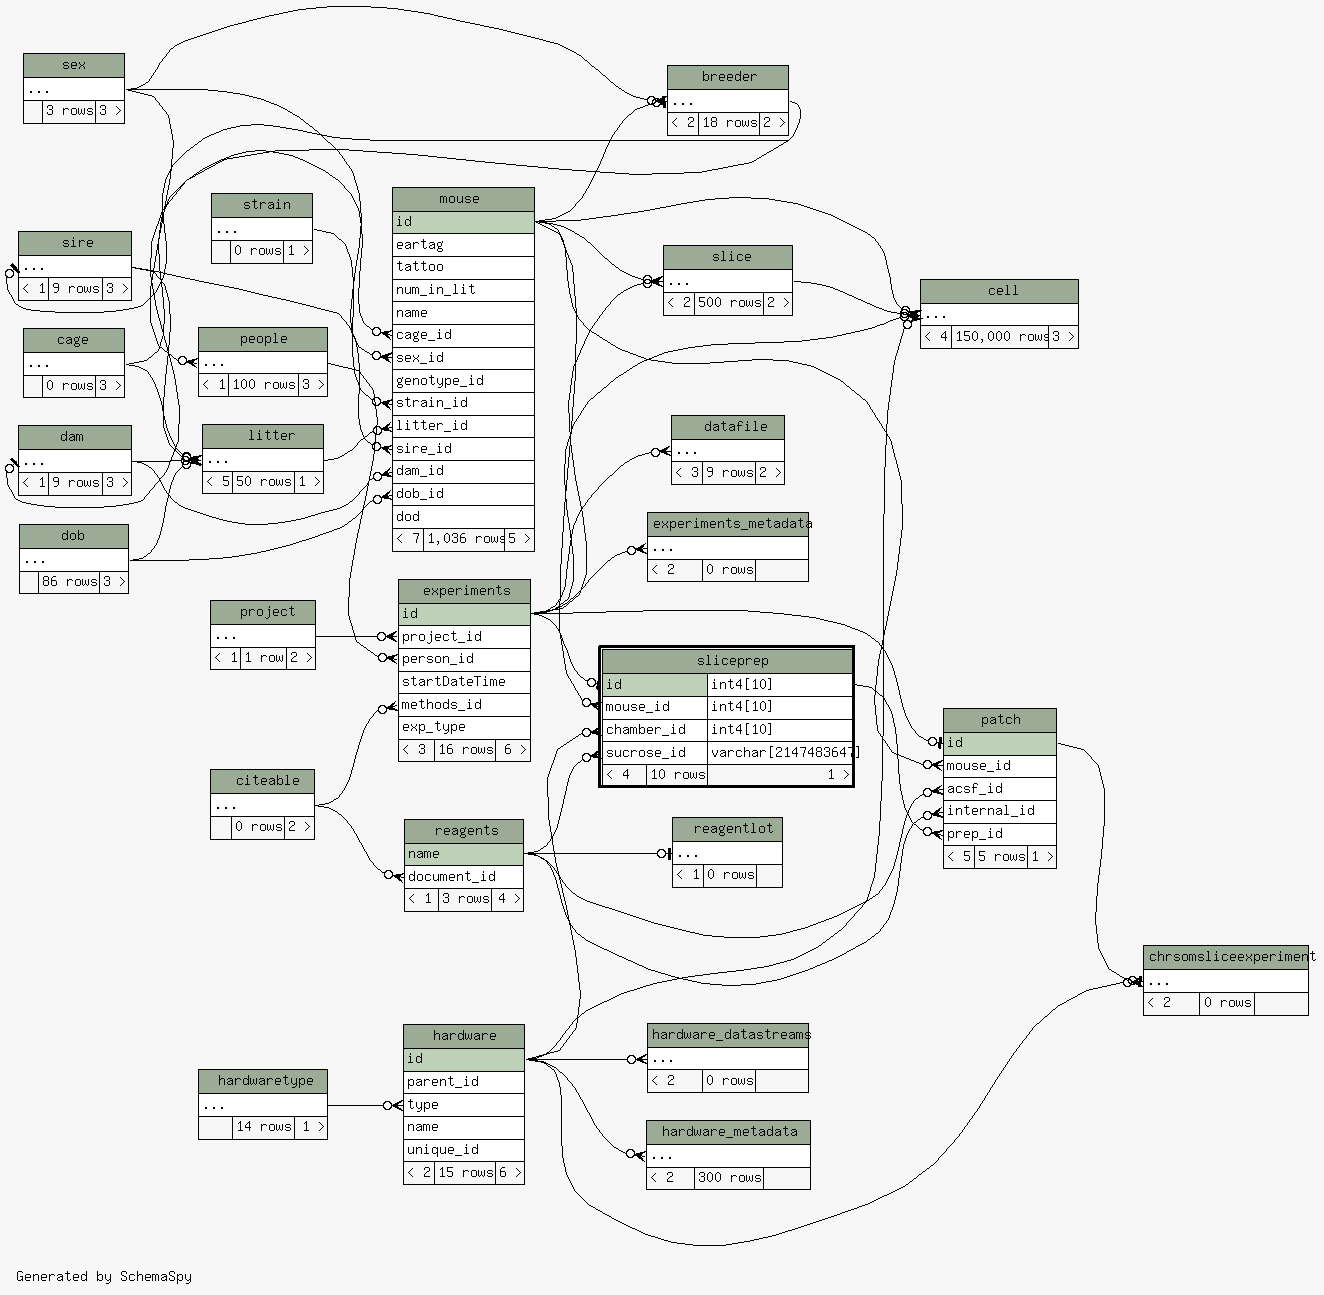 sex
...
3 rows 3 >
breeder
...
< 2 18 rows 2 >
strain
...
0 rows 1 >
mouse
id
eartag
tattoo
num_in_lit
name
cage_id
sex_id
genotype_id
strain_id
litter_id
sire_id
dam_id
dob_id
dod
< 7 1,036 rows 5 >
sire
...
< 1 9 rows 3 >
slice
...
< 2 500 rows 2 >
cell
...
< 4 150,000 rows 3 >
cage
...
0 rows 3 >
people
...
< 1 100 rows 3 >
dam
...
< 1 9 rows 3 >
litter
...
< 5 50 rows 1 >
datafile
...
< 3 9 rows 2 >
dob
...
86 rows 3 >
experiments_metadata
...
< 2 0 rows
project
...
< 1 1 row 2 >
experiments
id
project_id
person_id
startDateTime
methods_id
exp_type
< 3 16 rows 6 >
sliceprep
id int4[10]
mouse_id int4[10]
chamber_id int4[10]
sucrose_id varchar[2147483647]
< 4 10 rows 1 >
patch
id
mouse_id
acsf_id
internal_id
prep_id
< 5 5 rows 1 >
citeable
...
0 rows 2 >
reagents
name
document_id
< 1 3 rows 4 >
reagentlot
...
< 1 0 rows
chrsomsliceexperiment
...
< 2 0 rows
hardware
id
parent_id
type
name
unique_id
< 2 15 rows 6 >
hardware_datastreams
...
< 2 0 rows
hardwaretype
...
14 rows 1 >
hardware_metadata
...
< 2 300 rows
Generated by SchemaSpy